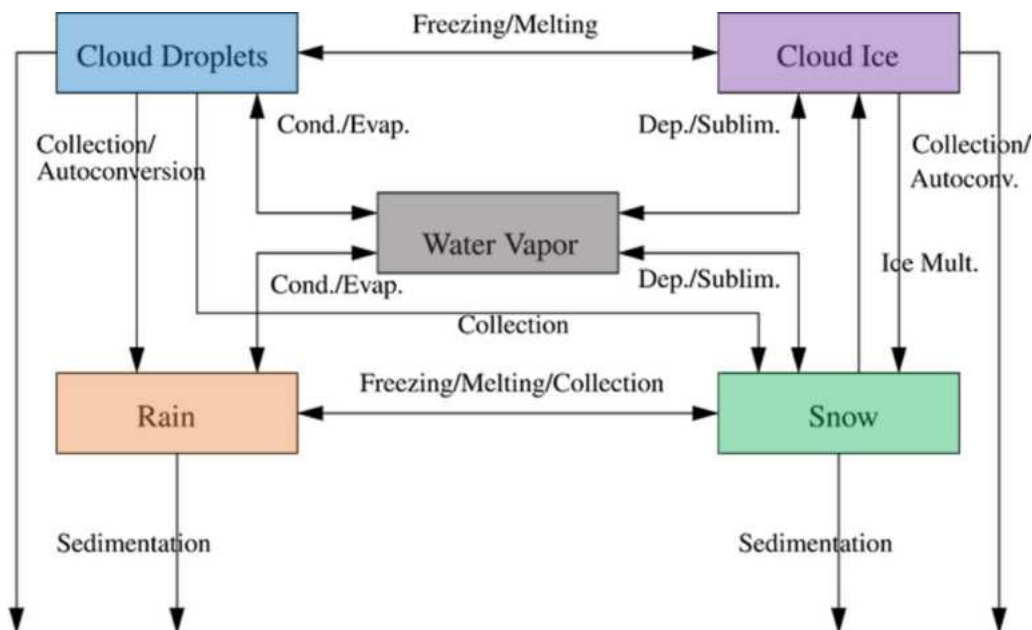 Freezing/Melting
Cloud Droplets
Cloud Ice
Cond./Evap.
Dep./Sublim.
Collection/
Autoconversion
Collection/
Autoconv.
Water Vapor
Cond./Evap.
Dep./Sublim.
Ice Mult.
Collection
Freezing/Melting/Collection
Rain
Snow
Sedimentation
Sedimentation